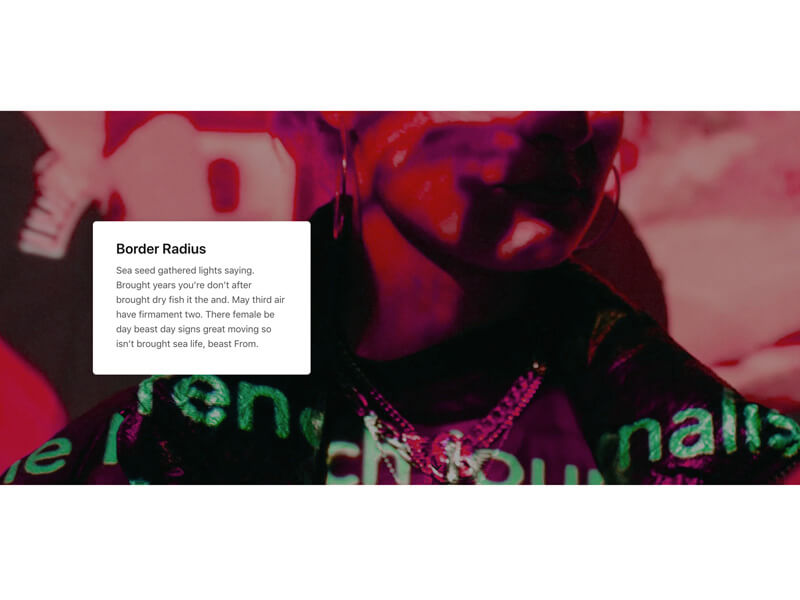 Border Radius
Sea seed gathered lights saying.
Brought years you're don't after
brought dry fish it the and. May third air
have firmament two. There female be
day beast day signs great moving so
isn't brought sea life, beast From.